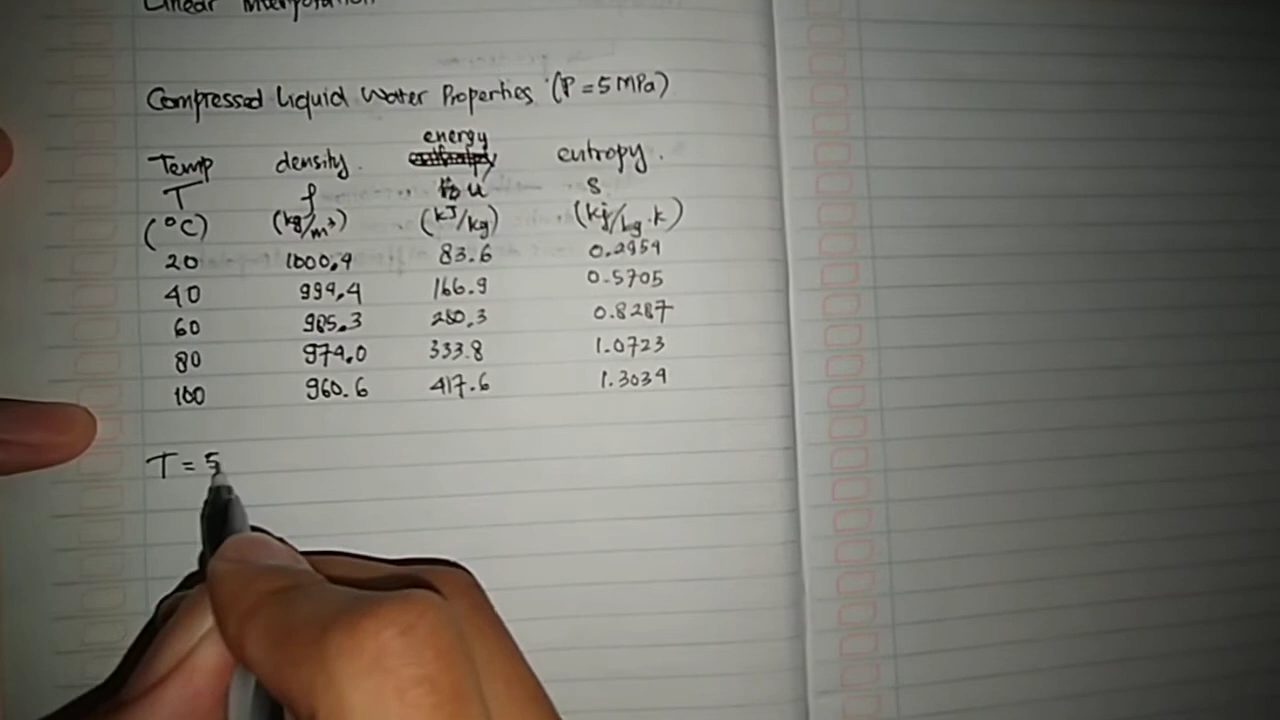 Linear Interpolation
Compressed Liquid Water Properties (P = 5 MPa)
Temp density. energy entropy.
T ρ u s
(°C) (kg/m³) (kJ/kg) (kJ/kg.K)
20 1000.4 83.6 0.2954
40 994.4 166.9 0.5705
60 985.3 250.3 0.8287
80 974.0 333.8 1.0723
100 960.6 417.6 1.3034
T = 5